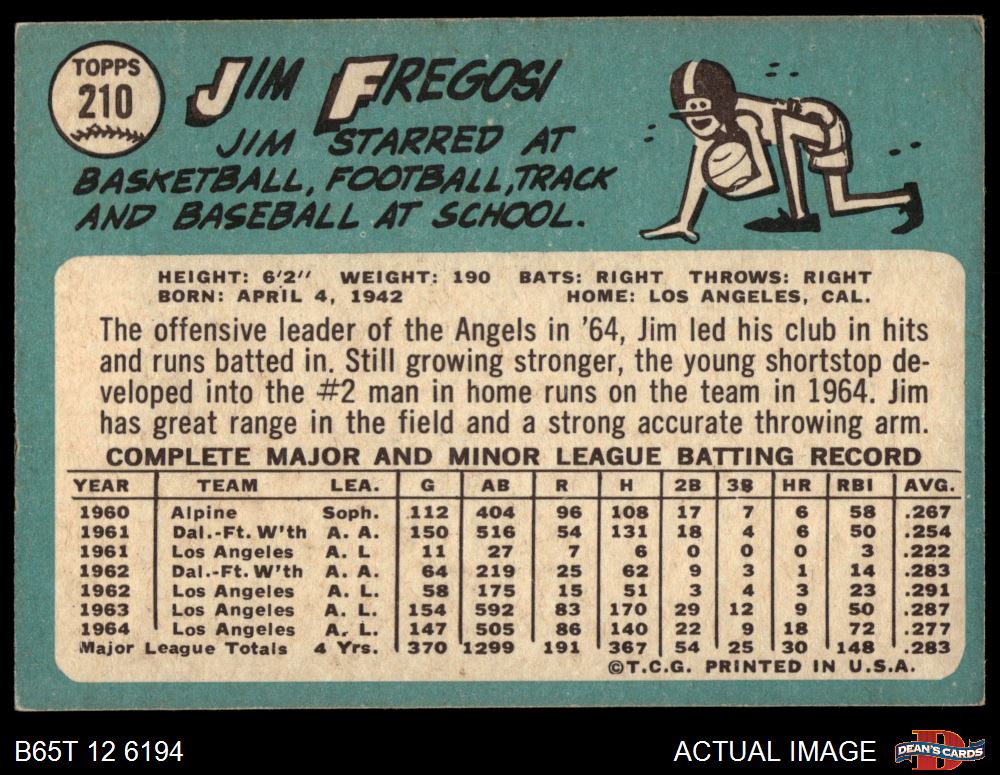 TOPPS
210
JIM FREGOSI
JIM STARRED AT
BASKETBALL, FOOTBALL, TRACK
AND BASEBALL AT SCHOOL.
HEIGHT: 6'2" WEIGHT: 190 BATS: RIGHT THROWS: RIGHT
BORN: APRIL 4, 1942 HOME: LOS ANGELES, CAL.
The offensive leader of the Angels in '64, Jim led his club in hits
and runs batted in. Still growing stronger, the young shortstop de-
veloped into the #2 man in home runs on the team in 1964. Jim
has great range in the field and a strong accurate throwing arm.
COMPLETE MAJOR AND MINOR LEAGUE BATTING RECORD
YEAR TEAM LEA. G AB R H 2B 3B HR RBI AVG.
1960 Alpine Soph. 112 404 96 108 17 7 6 58 .267
1961 Dal.-Ft. W'th A. A. 150 516 54 131 18 4 6 50 .254
1961 Los Angeles A. L 11 27 7 6 0 0 0 3 .222
1962 Dal.-Ft. W'th A. A. 64 219 25 62 9 3 1 14 .283
1962 Los Angeles A. L. 58 175 15 51 3 4 3 23 .291
1963 Los Angeles A. L. 154 592 83 170 29 12 9 50 .287
1964 Los Angeles A. L. 147 505 86 140 22 9 18 72 .277
Major League Totals 4 Yrs. 370 1299 191 367 54 25 30 148 .283
©T.C.G. PRINTED IN U.S.A.
B65T 12 6194 ACTUAL IMAGE DEAN'S CARDS